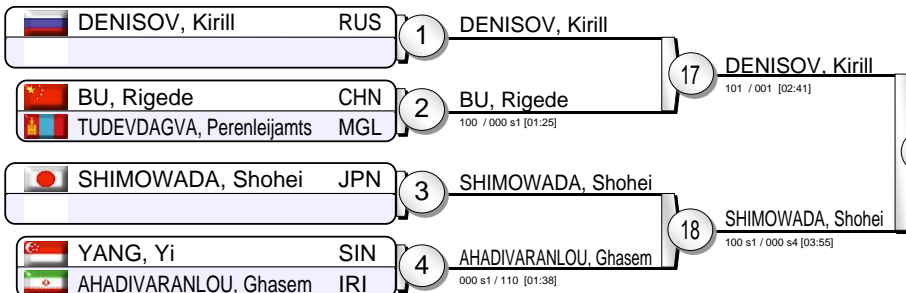 DENISOV, Kirill RUS
1
DENISOV, Kirill
17
DENISOV, Kirill
101 / 001 [02:41]
BU, Rigede CHN
TUDEVDAGVA, Perenleijamts MGL
2
BU, Rigede
100 / 000 s1 [01:25]
SHIMOWADA, Shohei JPN
3
SHIMOWADA, Shohei
18
SHIMOWADA, Shohei
100 s1 / 000 s4 [03:55]
YANG, Yi SIN
AHADIVARANLOU, Ghasem IRI
4
AHADIVARANLOU, Ghasem
000 s1 / 110 [01:38]